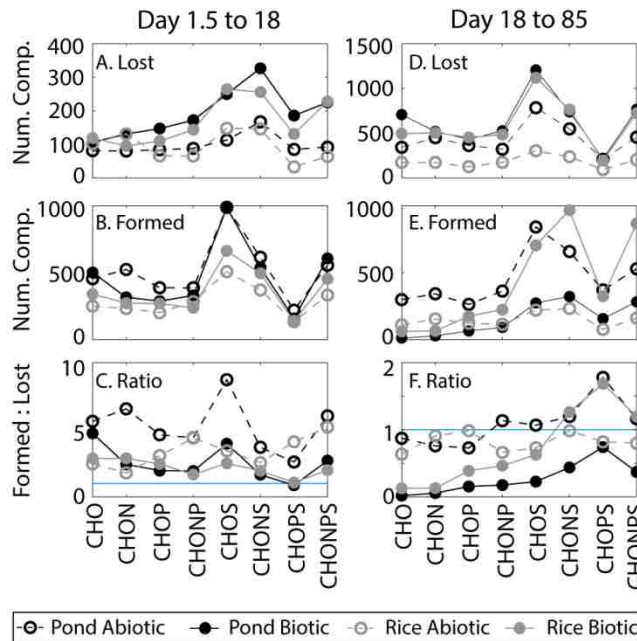 Day 1.5 to 18
Day 18 to 85
Num. Comp.
400
300
200
100
0
A. Lost
1500
1000
500
0
D. Lost
Num. Comp.
1000
500
0
B. Formed
1000
500
0
E. Formed
Formed : Lost
10
5
0
C. Ratio
2
1
0
F. Ratio
CHO
CHON
CHOP
CHONP
CHOS
CHONS
CHOPS
CHONPS
CHO
CHON
CHOP
CHONP
CHOS
CHONS
CHOPS
CHONPS
Pond Abiotic
Pond Biotic
Rice Abiotic
Rice Biotic